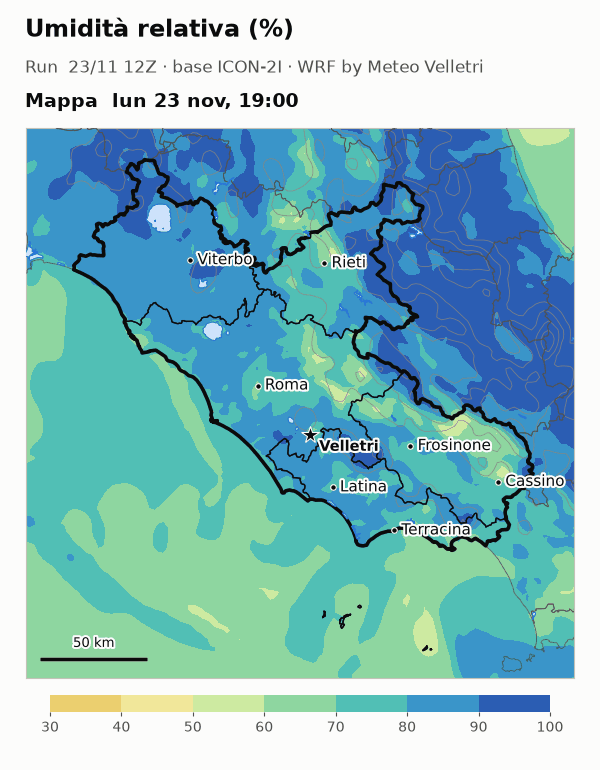 Umidità relativa (%)
Run  23/11 12Z · base ICON-2I · WRF by Meteo Velletri
Mappa  lun 23 nov, 19:00
Viterbo
Rieti
Roma
Velletri
Frosinone
Cassino
Latina
Terracina
50 km
30 40 50 60 70 80 90 100